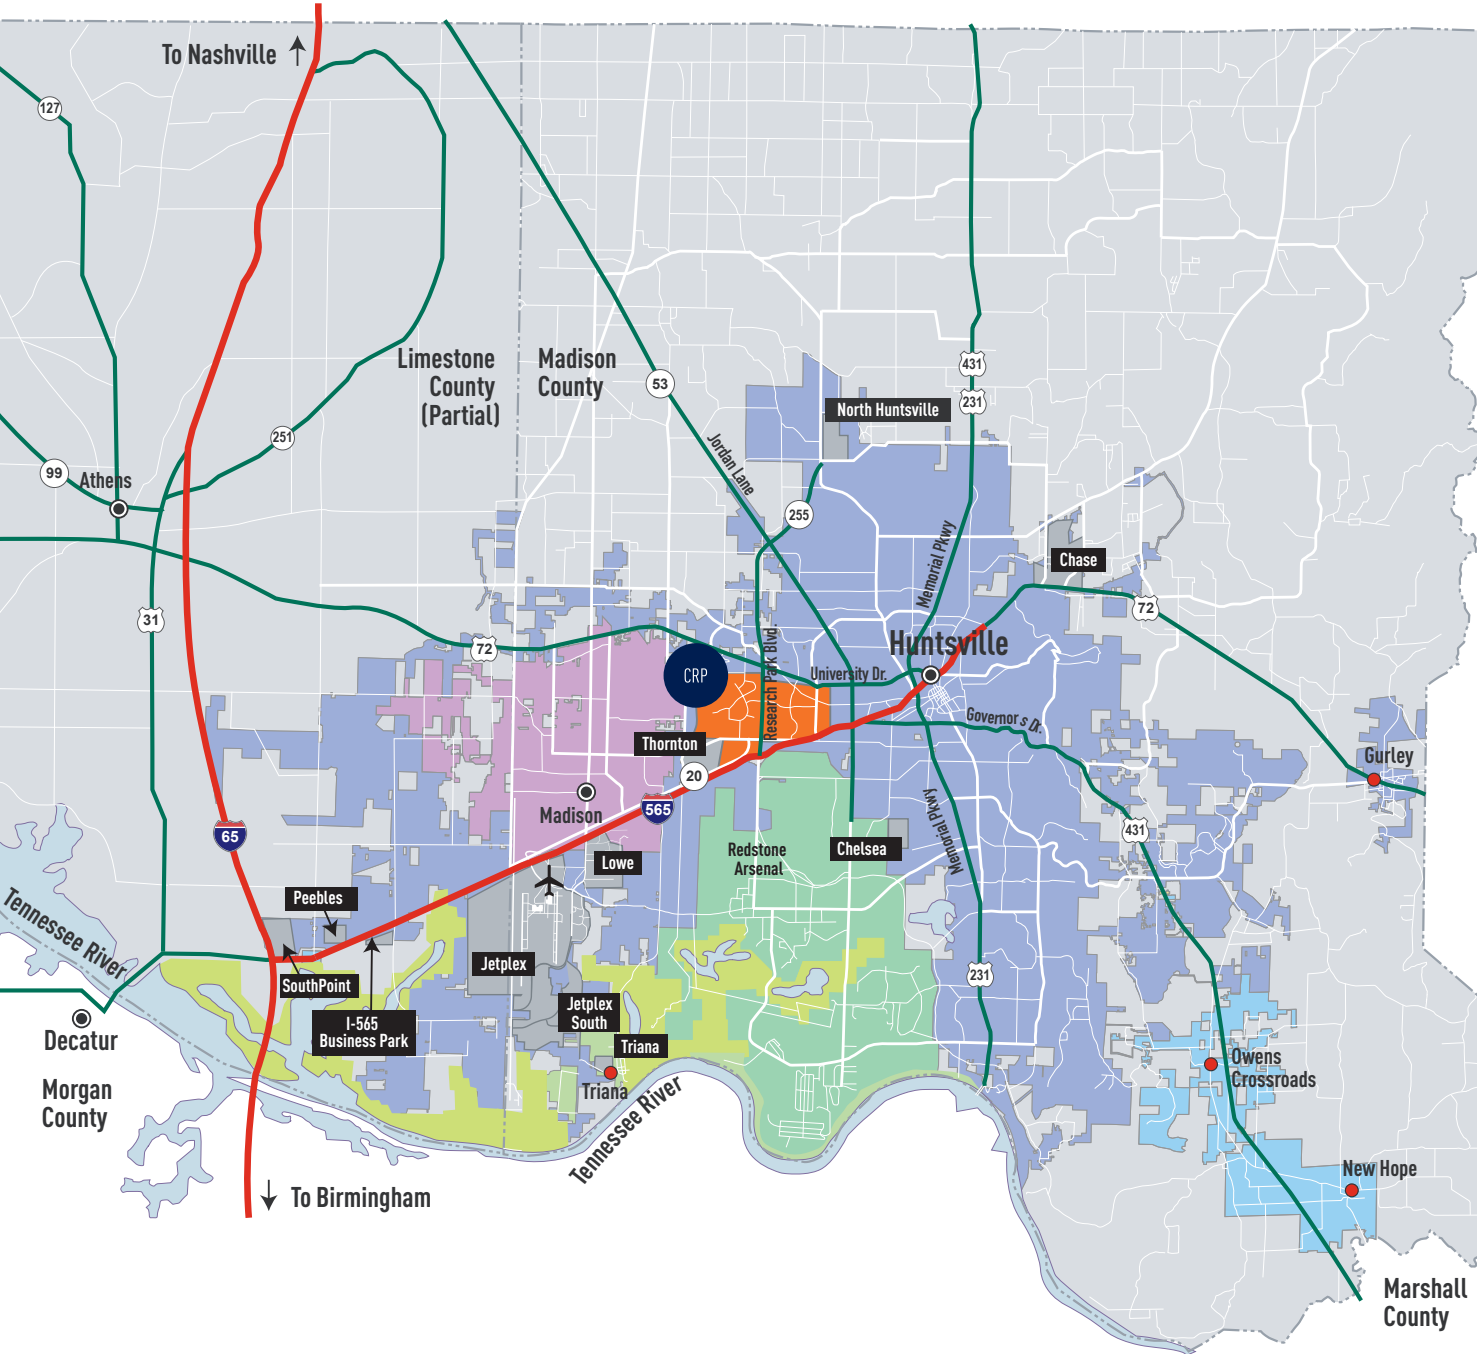 To Nashville
127
Limestone
County
(Partial)
Madison
County
53
431
231
North Huntsville
Jordan Lane
251
99
Athens
255
Memorial Pkwy
Chase
31
72
72
Huntsville
CRP
Research Park Blvd.
University Dr.
Governors Dr.
Thornton
20
Gurley
Madison
565
65
431
Memorial Pkwy
Redstone
Arsenal
Chelsea
Lowe
Peebles
Tennessee River
Jetplex
231
SouthPoint
Jetplex
South
I-565
Business Park
Triana
Decatur
Owens
Crossroads
Triana
Morgan
County
Tennessee River
New Hope
To Birmingham
Marshall
County